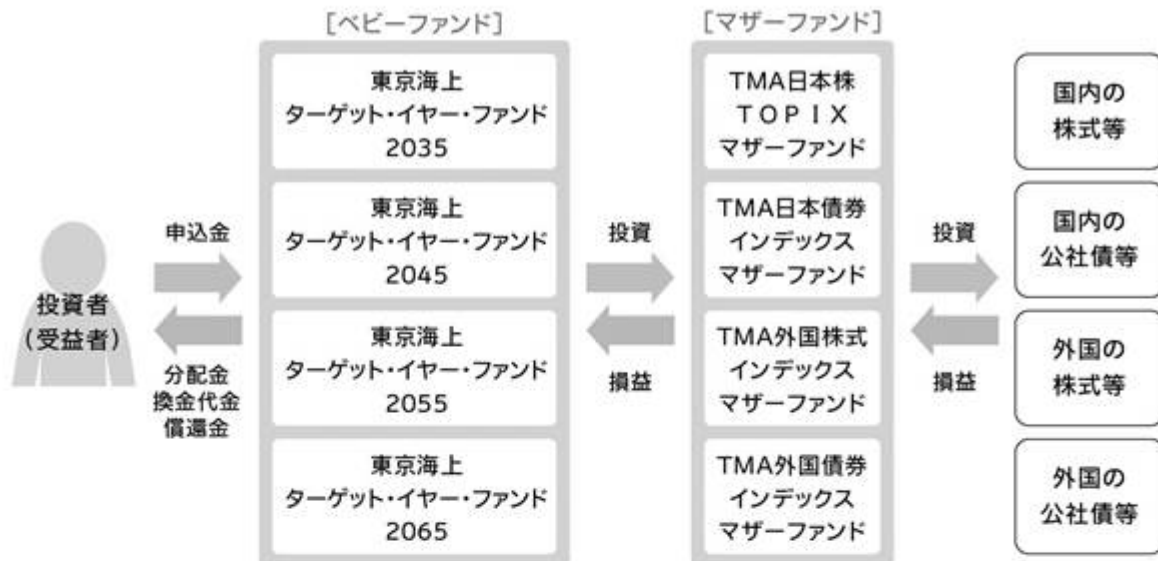 [ベビーファンド]
東京海上
ターゲット・イヤー・ファンド
2035
東京海上
ターゲット・イヤー・ファンド
2045
東京海上
ターゲット・イヤー・ファンド
2055
東京海上
ターゲット・イヤー・ファンド
2065
[マザーファンド]
TMA日本株
ＴＯＰＩＸ
マザーファンド
TMA日本債券
インデックス
マザーファンド
TMA外国株式
インデックス
マザーファンド
TMA外国債券
インデックス
マザーファンド
国内の
株式等
国内の
公社債等
外国の
株式等
外国の
公社債等
投資者
(受益者)
申込金
分配金
換金代金
償還金
投資
損益
投資
損益